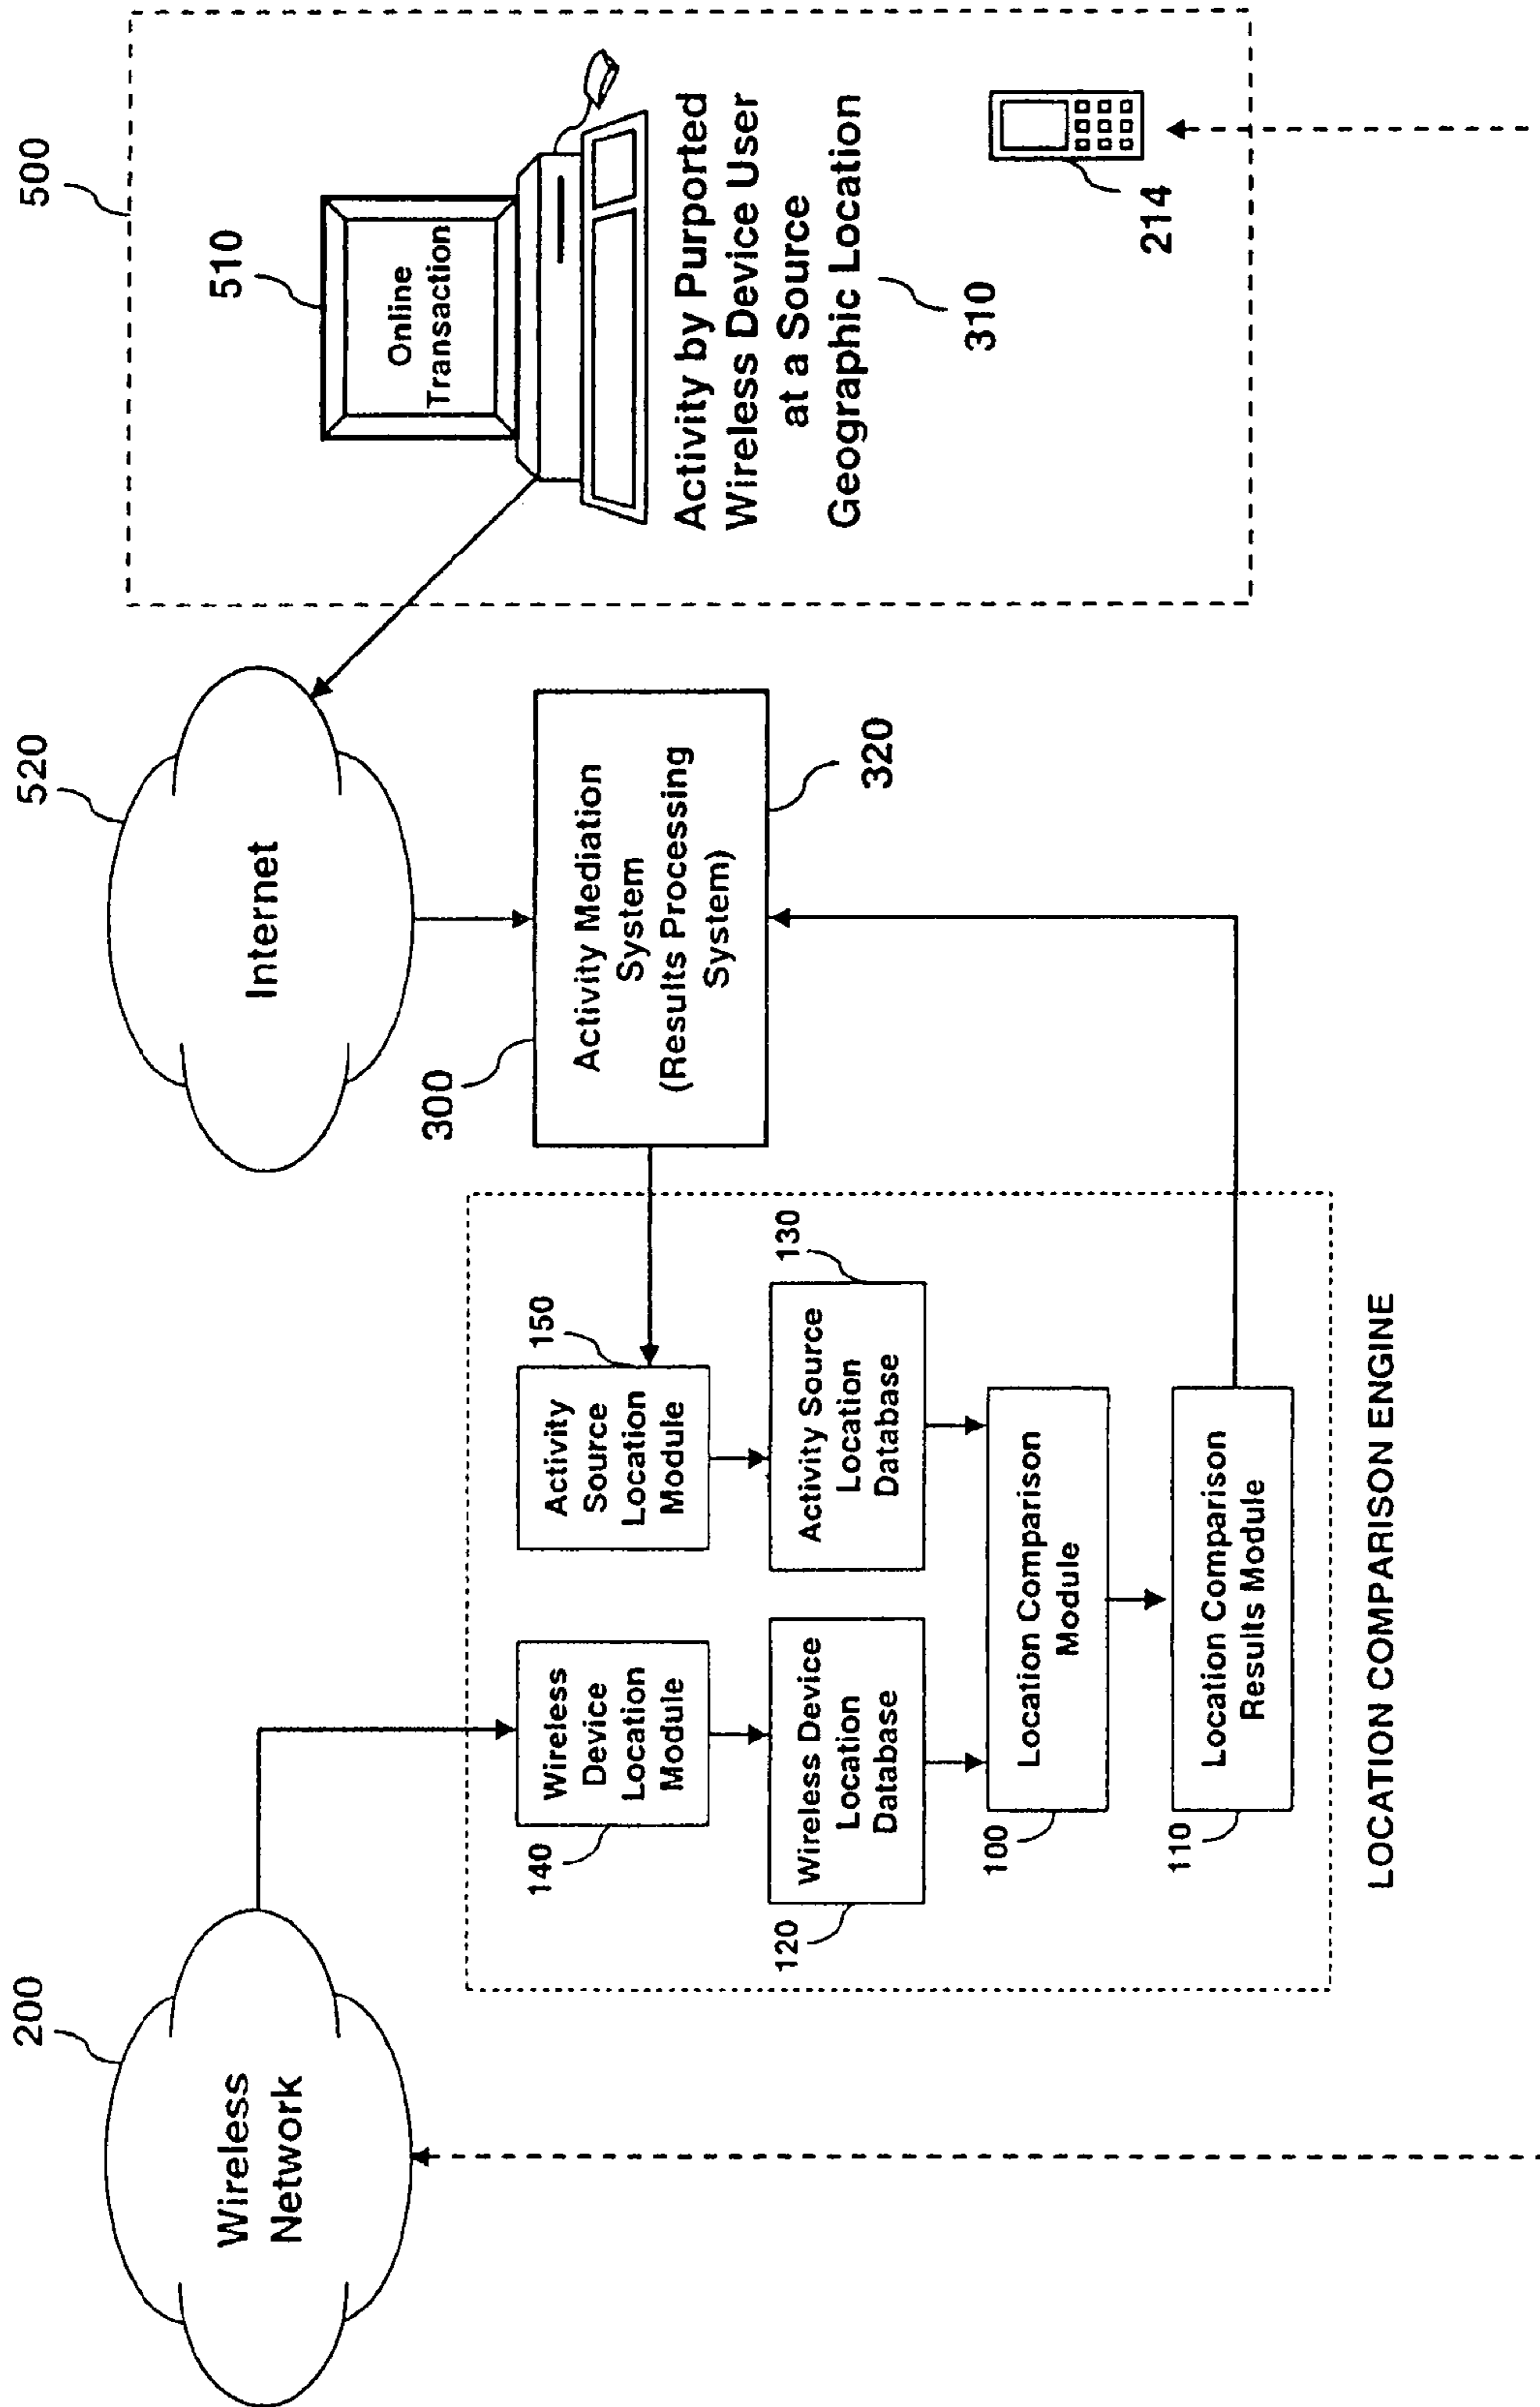 200
Wireless
Network
520
Internet
500
510
Online
Transaction
Activity by Purported
Wireless Device User
at a Source
Geographic Location
310
214
300
Activity Mediation
System
(Results Processing
System)
320
140
Wireless
Device
Location
Module
150
Activity
Source
Location
Module
120
Wireless Device
Location
Database
130
Activity Source
Location
Database
100
Location Comparison
Module
110
Location Comparison
Results Module
LOCATION COMPARISON ENGINE